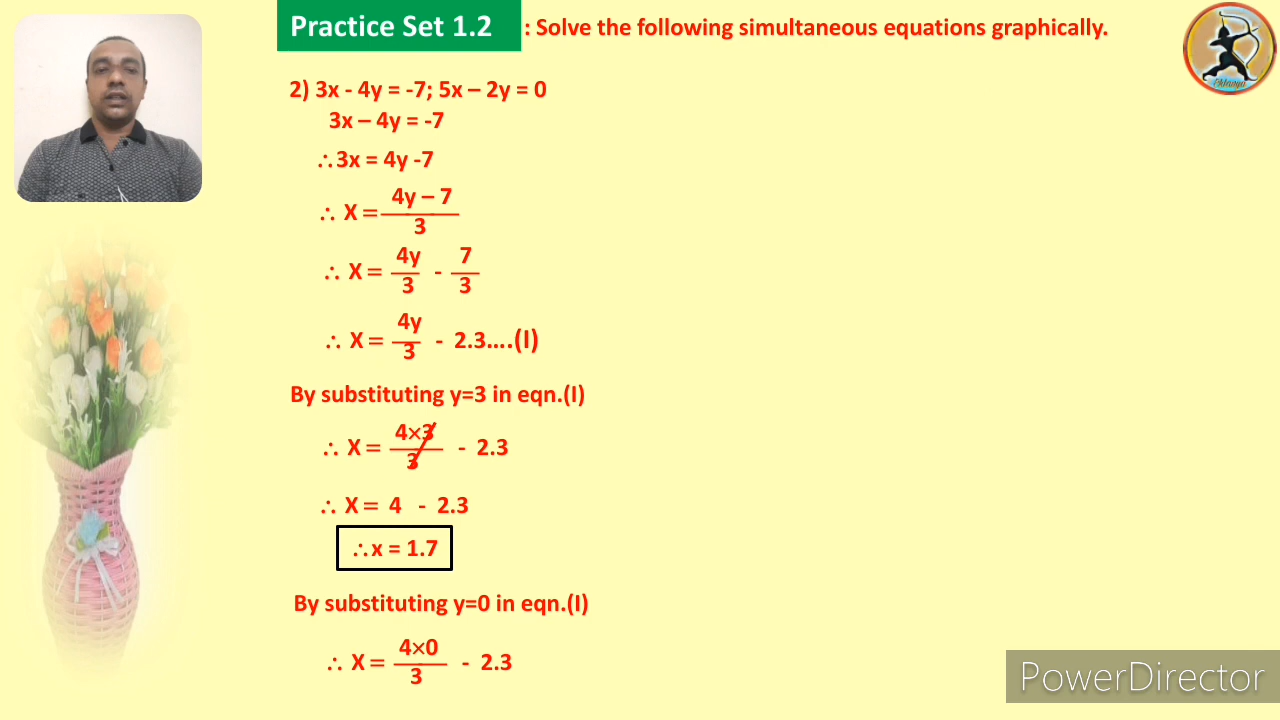 Practice Set 1.2 : Solve the following simultaneous equations graphically.
2) 3x - 4y = -7; 5x – 2y = 0
3x – 4y = -7
∴ 3x = 4y -7
∴ X = 4y – 7 / 3
∴ X = 4y / 3 - 7 / 3
∴ X = 4y / 3 - 2.3....(I)
By substituting y=3 in eqn.(I)
∴ X = 4×3 / 3 - 2.3
∴ X = 4 - 2.3
∴ x = 1.7
By substituting y=0 in eqn.(I)
∴ X = 4×0 / 3 - 2.3
PowerDirector